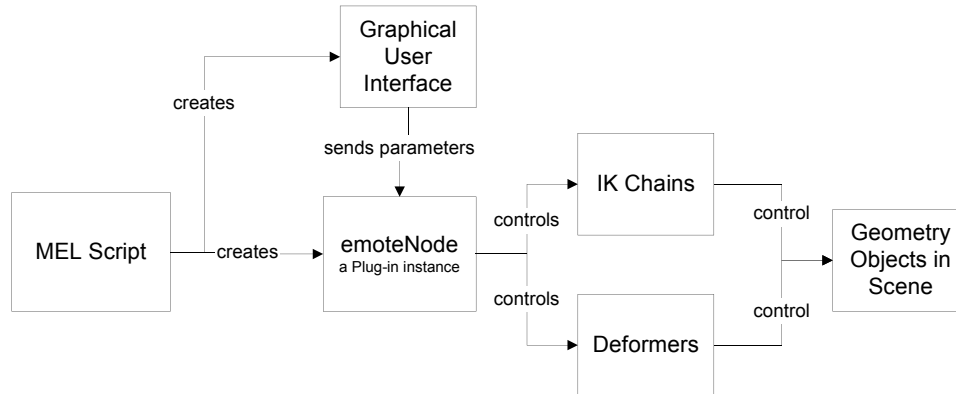 Graphical
User
Interface
creates
sends parameters
MEL Script
creates
emoteNode
a Plug-in instance
controls
controls
IK Chains
Deformers
control
control
Geometry
Objects in
Scene